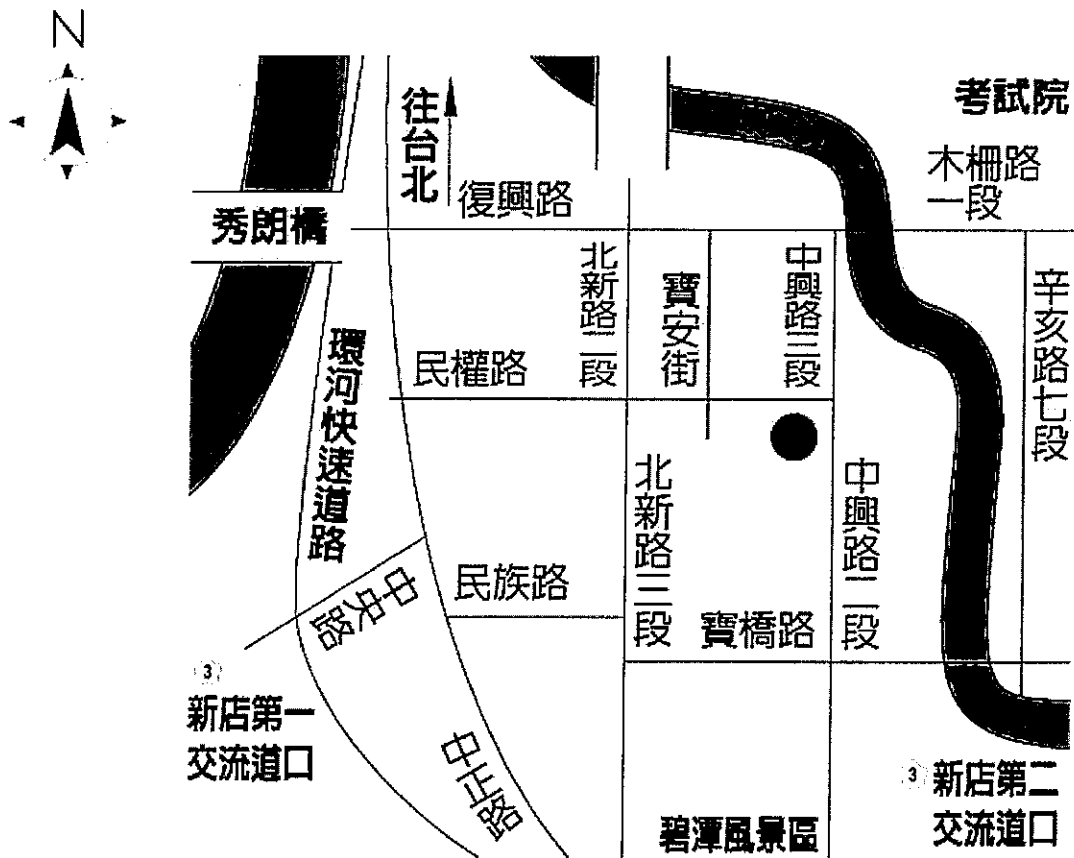 N
考試院
往台北
木柵路
一段
復興路
秀朗橋
北新路二段
寶安街
中興路三段
辛亥路七段
環河快速道路
民權路
北新路三段
中興路二段
民族路
中央路
寶橋路
3
新店第一
交流道口
中正路
3
新店第二
交流道口
碧潭風景區